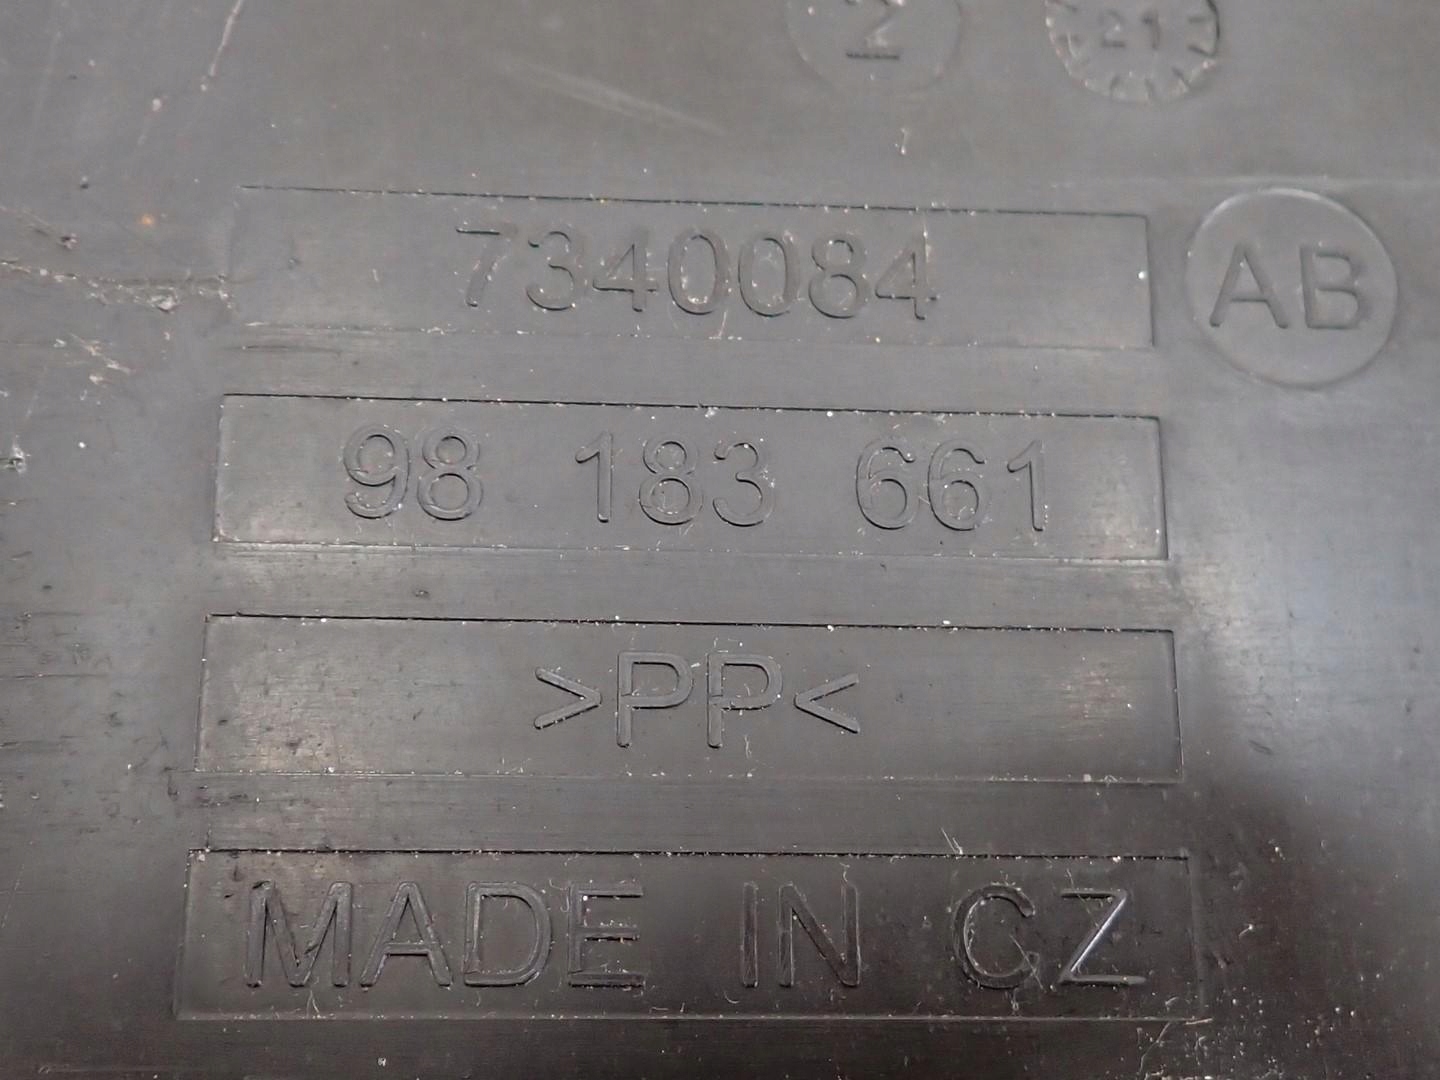 2 21
7340084 AB
98 183 661
>PP<
MADE IN CZ